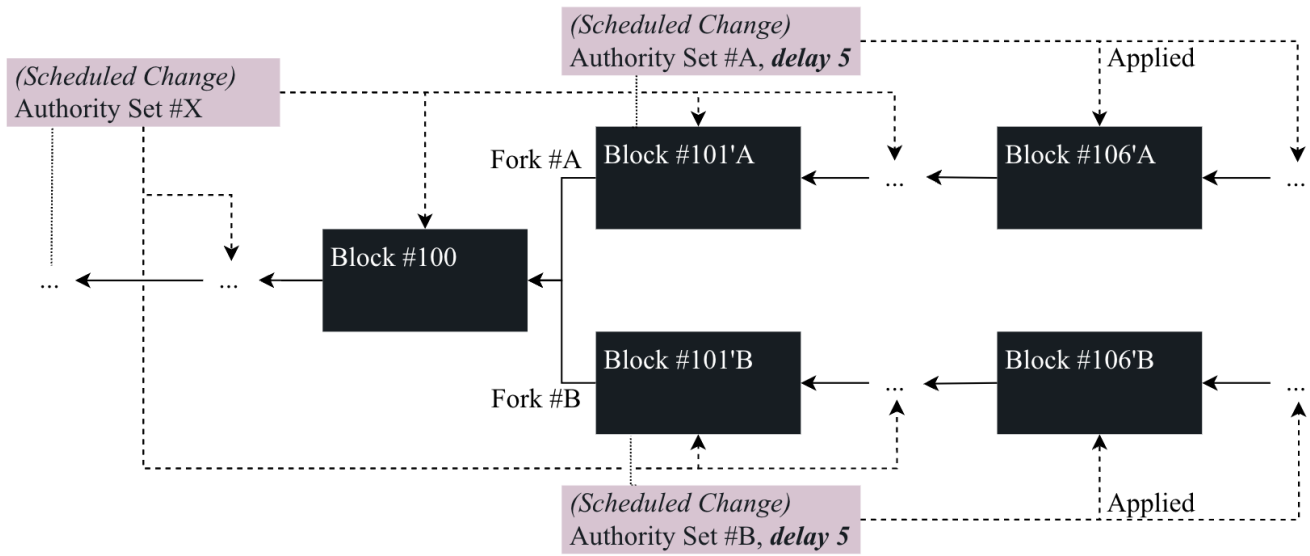 (Scheduled Change)
Authority Set #A, delay 5
Applied
(Scheduled Change)
Authority Set #X
Fork #A
Block #101'A
...
Block #106'A
...
...
...
Block #100
Fork #B
Block #101'B
...
Block #106'B
...
(Scheduled Change)
Authority Set #B, delay 5
Applied